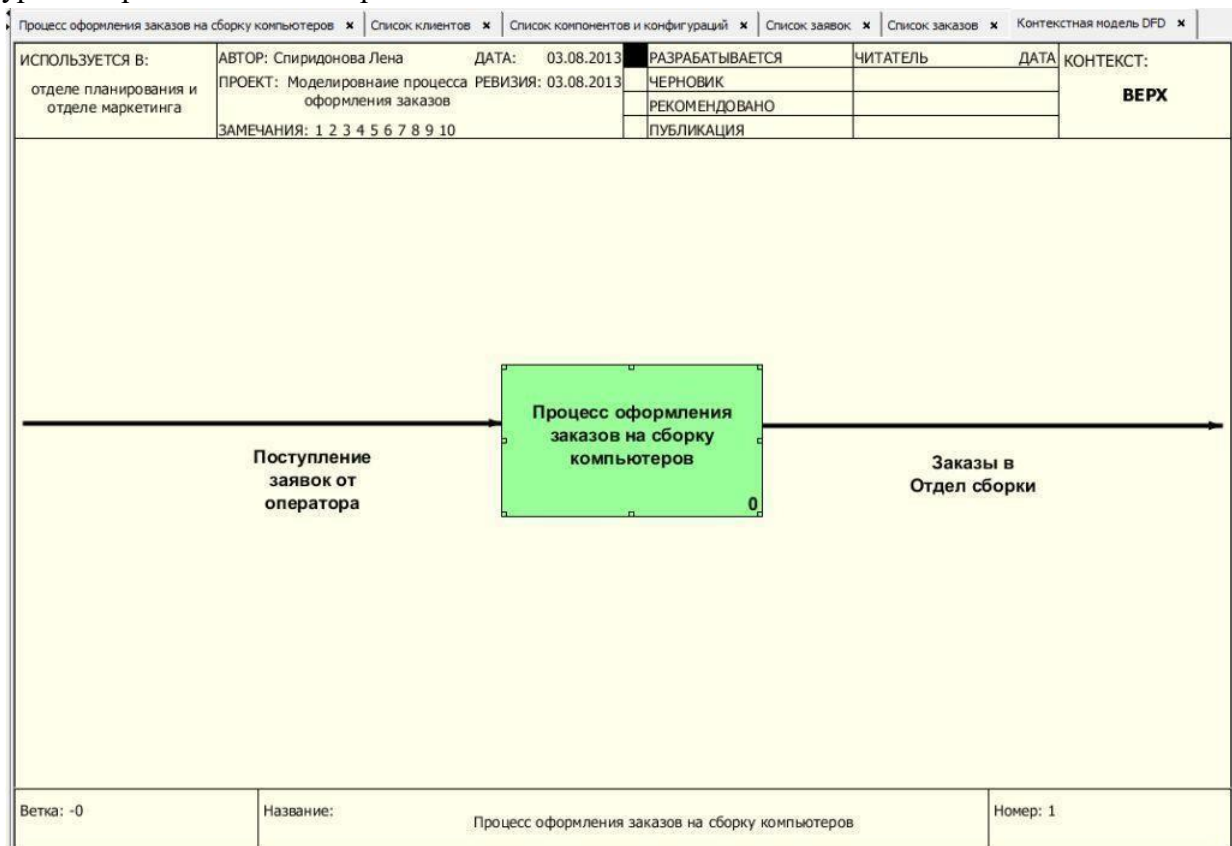 Процесс оформления заказов на сборку компьютеров × Список клиентов × Список компонентов и конфигураций × Список заявок × Список заказов × Контекстная модель DFD ×
ИСПОЛЬЗУЕТСЯ В:
отделе планирования и
отделе маркетинга
АВТОР: Спиридонова Лена ДАТА: 03.08.2013
ПРОЕКТ: Моделировнаие процесса РЕВИЗИЯ: 03.08.2013
оформления заказов
ЗАМЕЧАНИЯ: 1 2 3 4 5 6 7 8 9 10
РАЗРАБАТЫВАЕТСЯ
ЧЕРНОВИК
РЕКОМЕНДОВАНО
ПУБЛИКАЦИЯ
ЧИТАТЕЛЬ ДАТА
КОНТЕКСТ:
ВЕРХ
Процесс оформления
заказов на сборку
компьютеров
0
Поступление
заявок от
оператора
Заказы в
Отдел сборки
Ветка: -0
Название:
Процесс оформления заказов на сборку компьютеров
Номер: 1